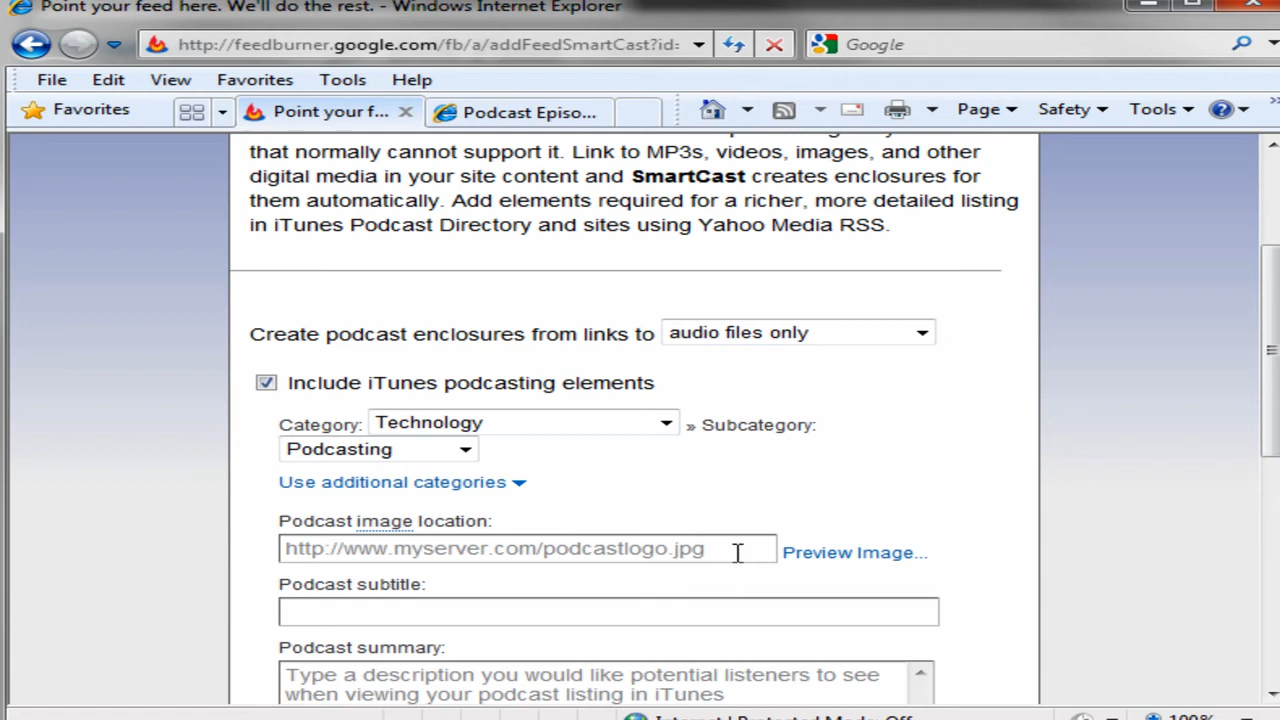 Point your feed here. We'll do the rest. - Windows Internet Explorer
http://feedburner.google.com/fb/a/addFeedSmartCast?id:
Google
File Edit View Favorites Tools Help
Favorites
Point your f...
Podcast Episo...
Page
Safety
Tools
that normally cannot support it. Link to MP3s, videos, images, and other
digital media in your site content and SmartCast creates enclosures for
them automatically. Add elements required for a richer, more detailed listing
in iTunes Podcast Directory and sites using Yahoo Media RSS.
Create podcast enclosures from links to audio files only
Include iTunes podcasting elements
Category: Technology » Subcategory:
Podcasting
Use additional categories
Podcast image location:
http://www.myserver.com/podcastlogo.jpg
Preview Image...
Podcast subtitle:
Podcast summary:
Type a description you would like potential listeners to see
when viewing your podcast listing in iTunes
Internet | Protected Mode: Off
100%